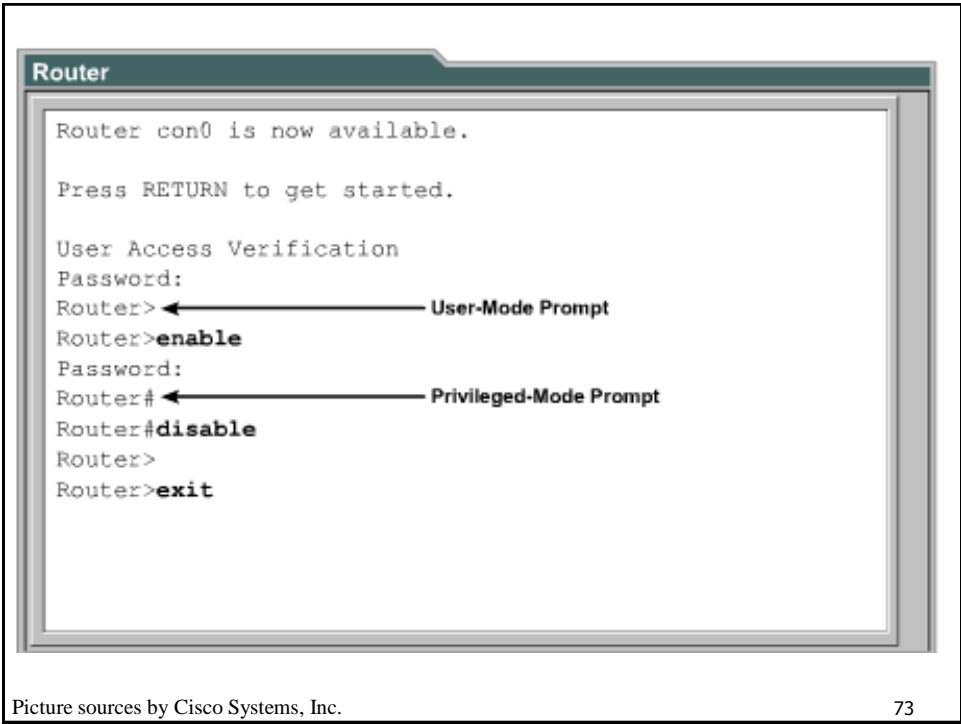 Router
Router con0 is now available.
Press RETURN to get started.
User Access Verification
Password:
Router> User-Mode Prompt
Router>enable
Password:
Router# Privileged-Mode Prompt
Router#disable
Router>
Router>exit
Picture sources by Cisco Systems, Inc. 73